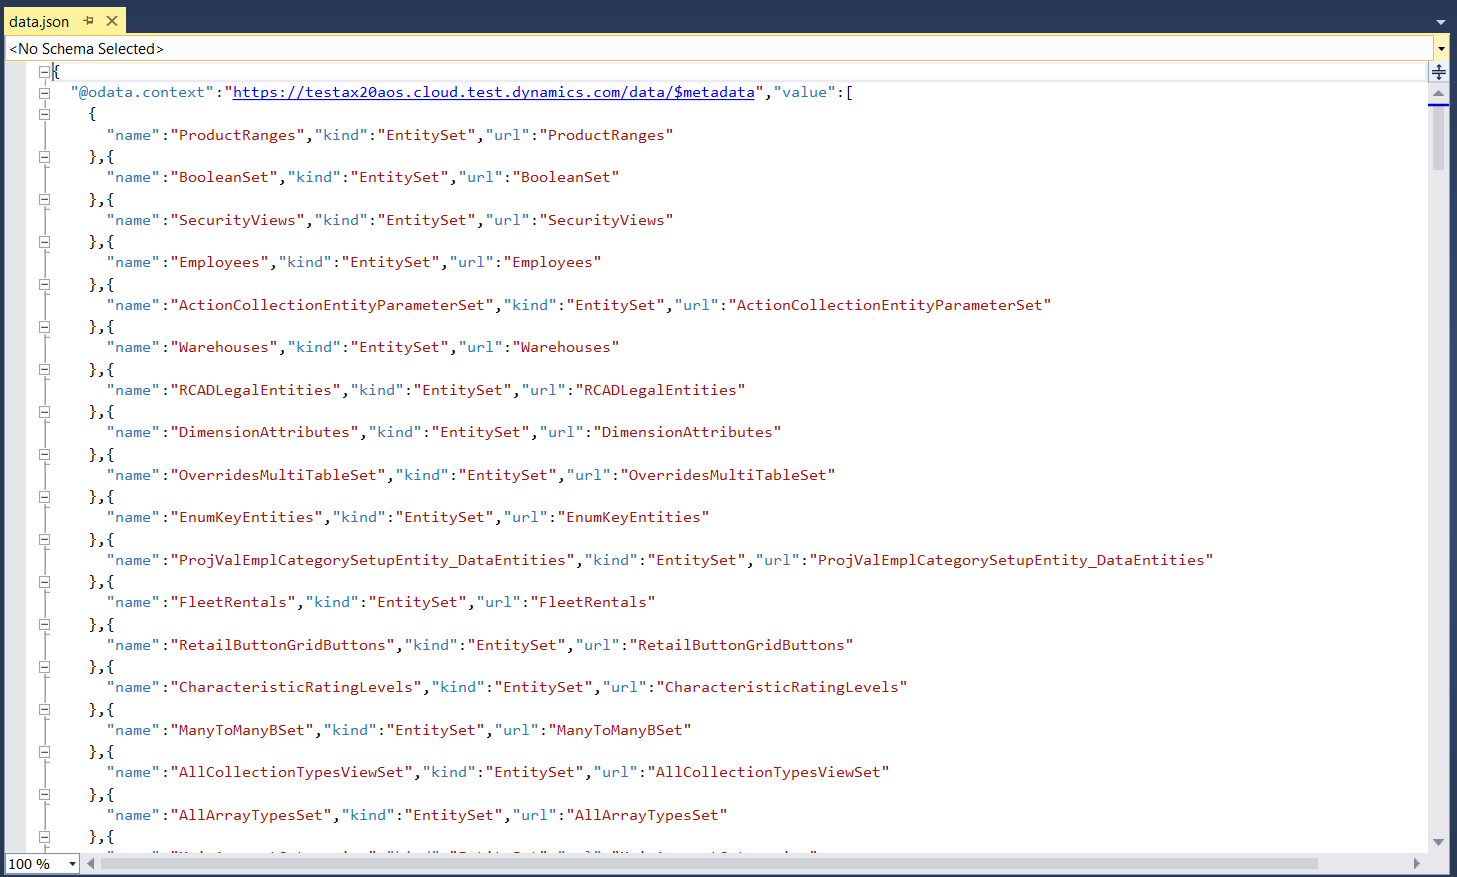 data.json
<No Schema Selected>
{
"@odata.context":"https://testax20aos.cloud.test.dynamics.com/data/$metadata","value":[
{
"name":"ProductRanges","kind":"EntitySet","url":"ProductRanges"
},{
"name":"BooleanSet","kind":"EntitySet","url":"BooleanSet"
},{
"name":"SecurityViews","kind":"EntitySet","url":"SecurityViews"
},{
"name":"Employees","kind":"EntitySet","url":"Employees"
},{
"name":"ActionCollectionEntityParameterSet","kind":"EntitySet","url":"ActionCollectionEntityParameterSet"
},{
"name":"Warehouses","kind":"EntitySet","url":"Warehouses"
},{
"name":"RCADLegalEntities","kind":"EntitySet","url":"RCADLegalEntities"
},{
"name":"DimensionAttributes","kind":"EntitySet","url":"DimensionAttributes"
},{
"name":"OverridesMultiTableSet","kind":"EntitySet","url":"OverridesMultiTableSet"
},{
"name":"EnumKeyEntities","kind":"EntitySet","url":"EnumKeyEntities"
},{
"name":"ProjValEmplCategorySetupEntity_DataEntities","kind":"EntitySet","url":"ProjValEmplCategorySetupEntity_DataEntities"
},{
"name":"FleetRentals","kind":"EntitySet","url":"FleetRentals"
},{
"name":"RetailButtonGridButtons","kind":"EntitySet","url":"RetailButtonGridButtons"
},{
"name":"CharacteristicRatingLevels","kind":"EntitySet","url":"CharacteristicRatingLevels"
},{
"name":"ManyToManyBSet","kind":"EntitySet","url":"ManyToManyBSet"
},{
"name":"AllCollectionTypesViewSet","kind":"EntitySet","url":"AllCollectionTypesViewSet"
},{
"name":"AllArrayTypesSet","kind":"EntitySet","url":"AllArrayTypesSet"
},{
100 %